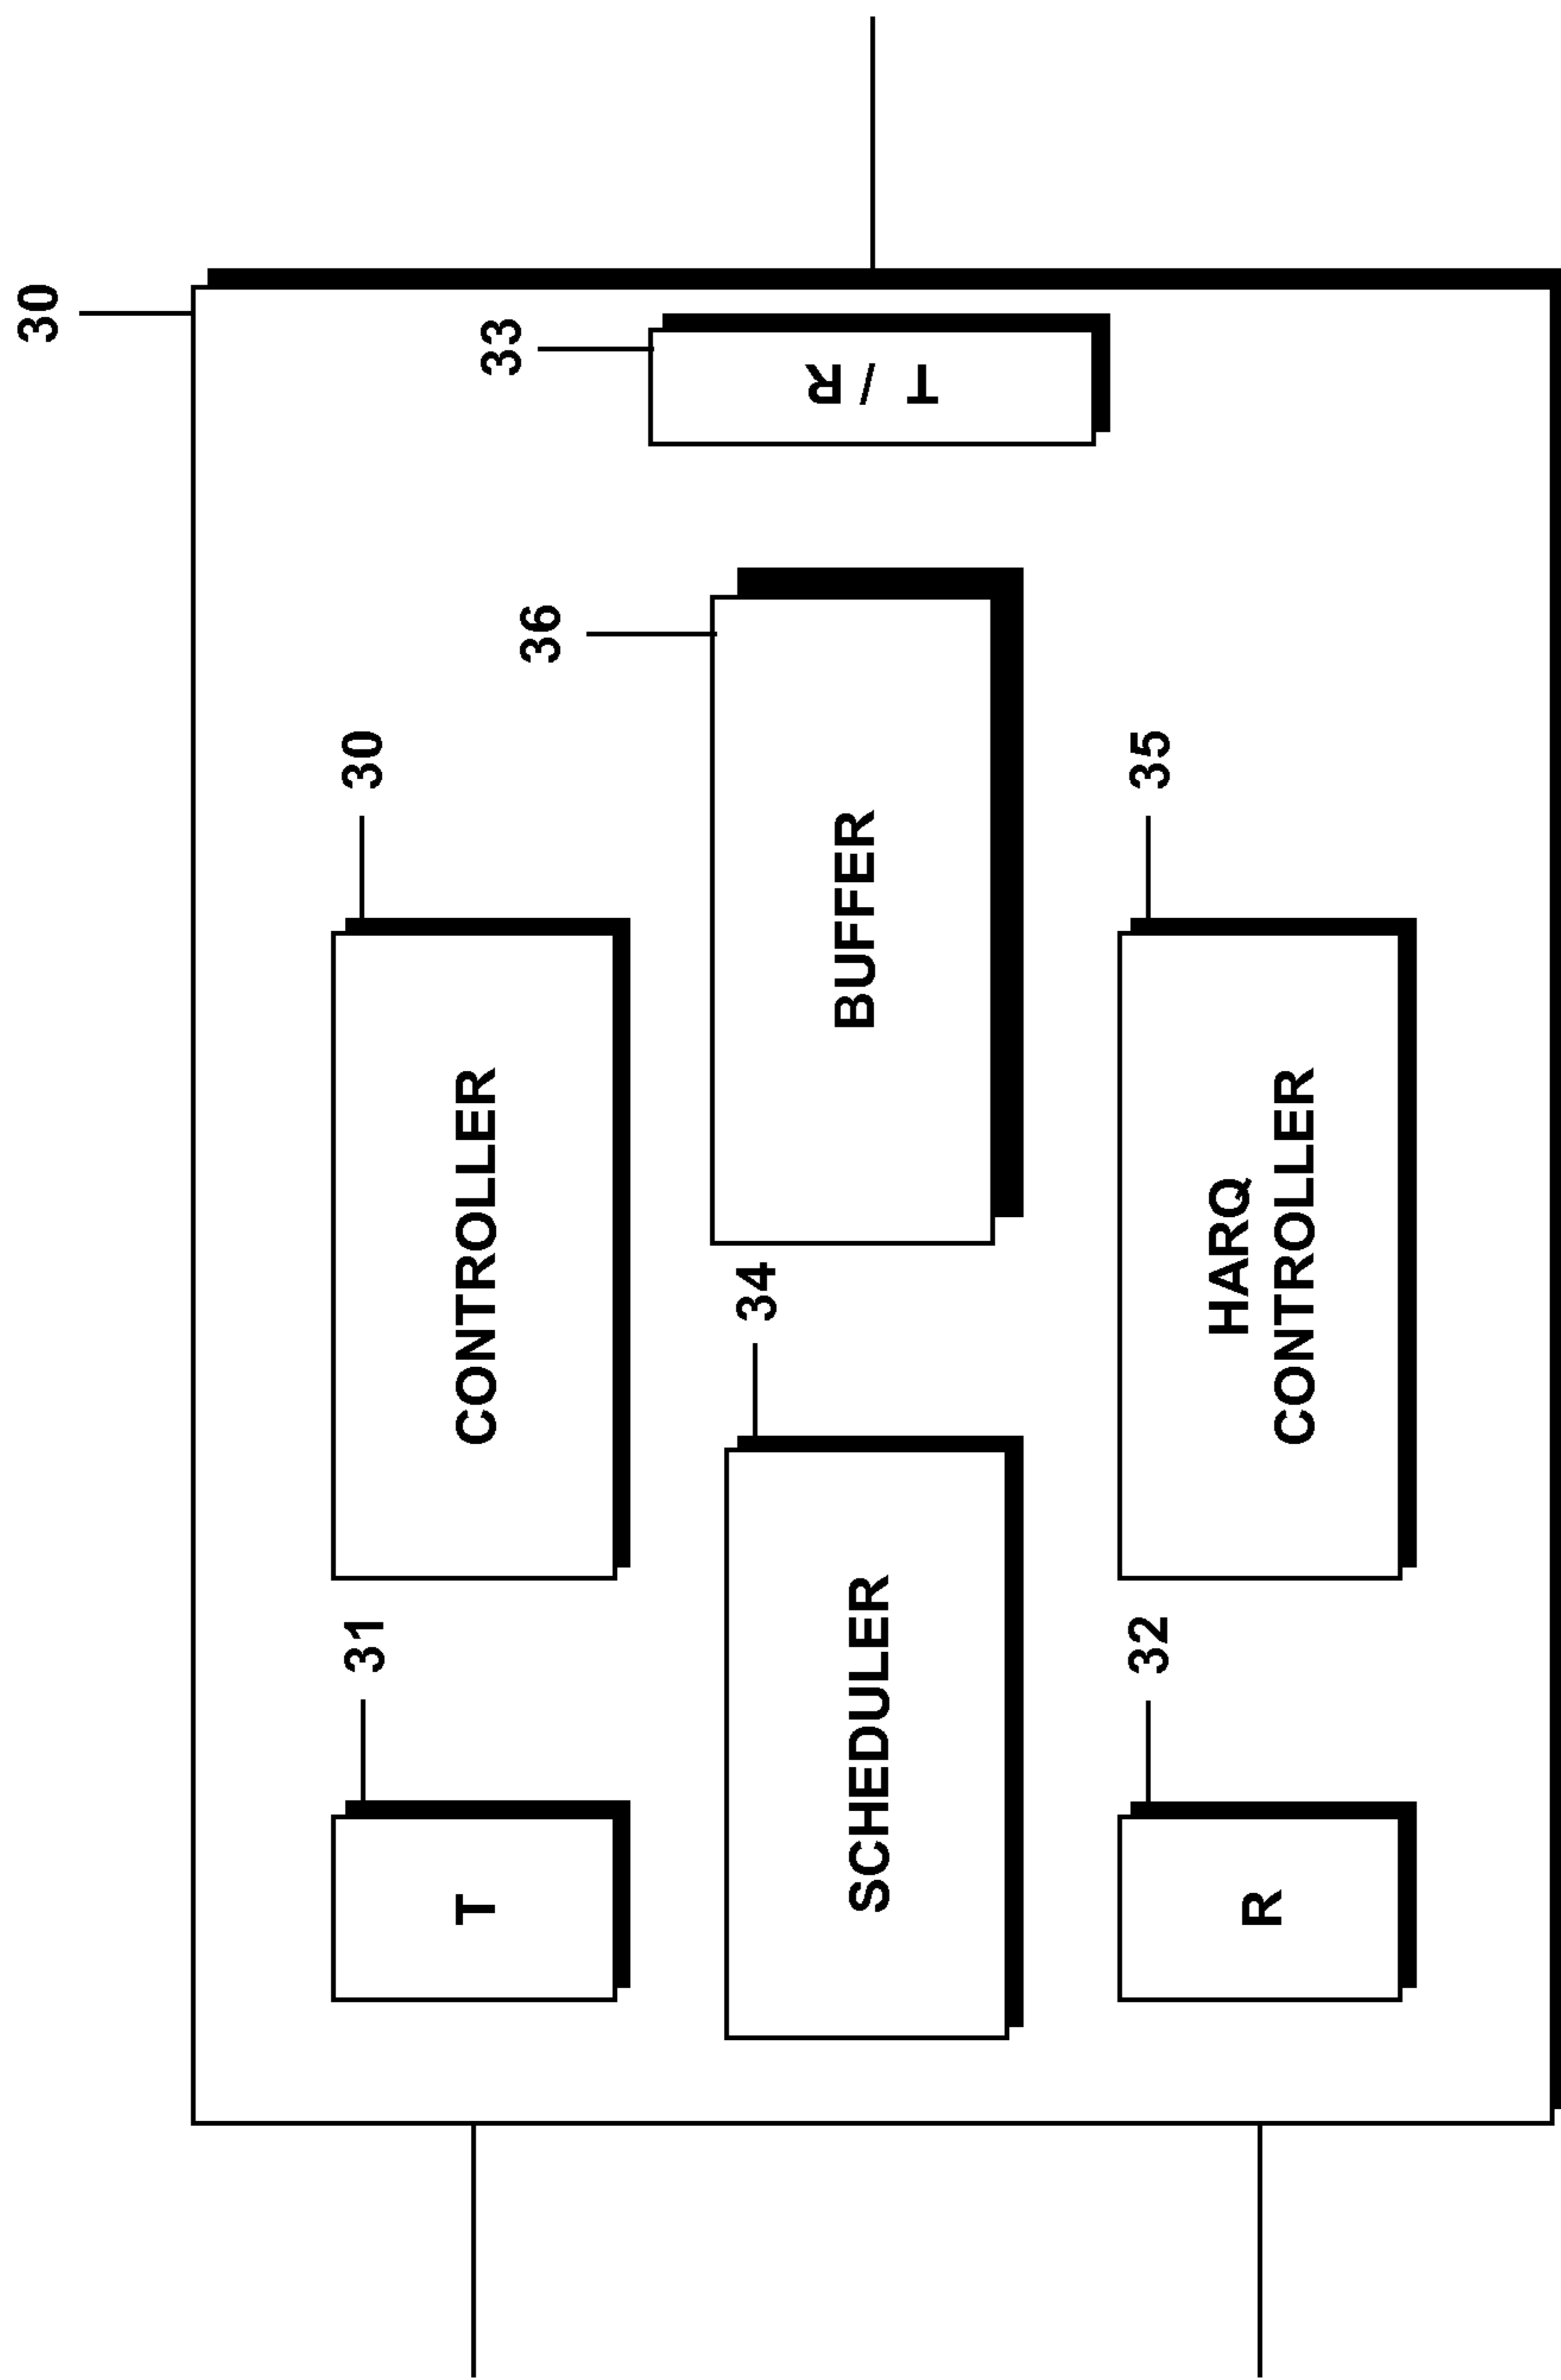 30
31
30
T
CONTROLLER
33
36
34
SCHEDULER
BUFFER
T / R
32
35
R
HARQ
CONTROLLER